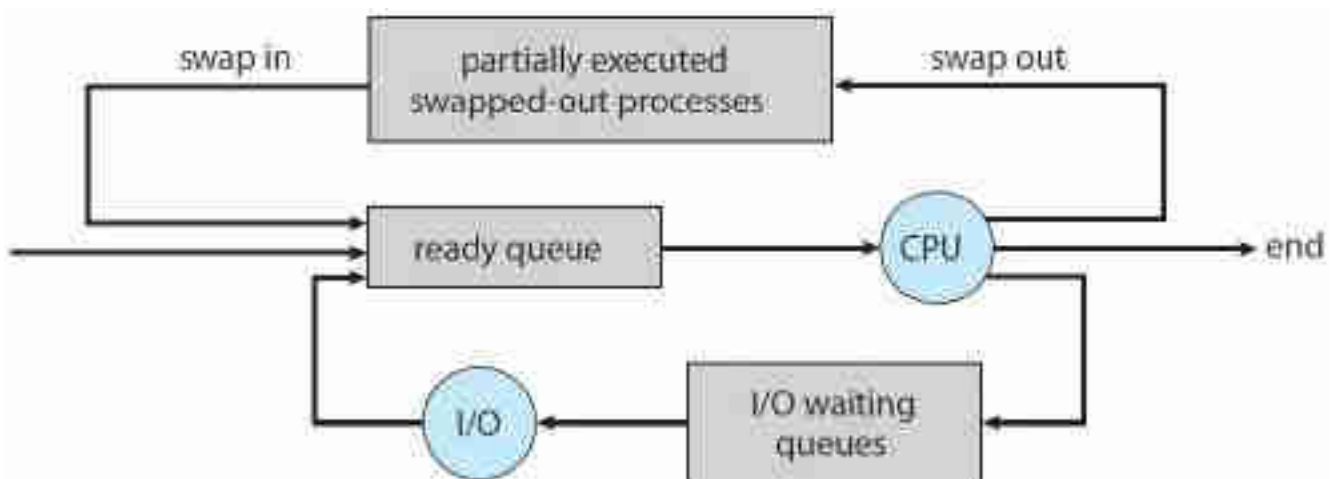 swap in
partially executed
swapped-out processes
swap out
ready queue
CPU
end
I/O
I/O waiting
queues